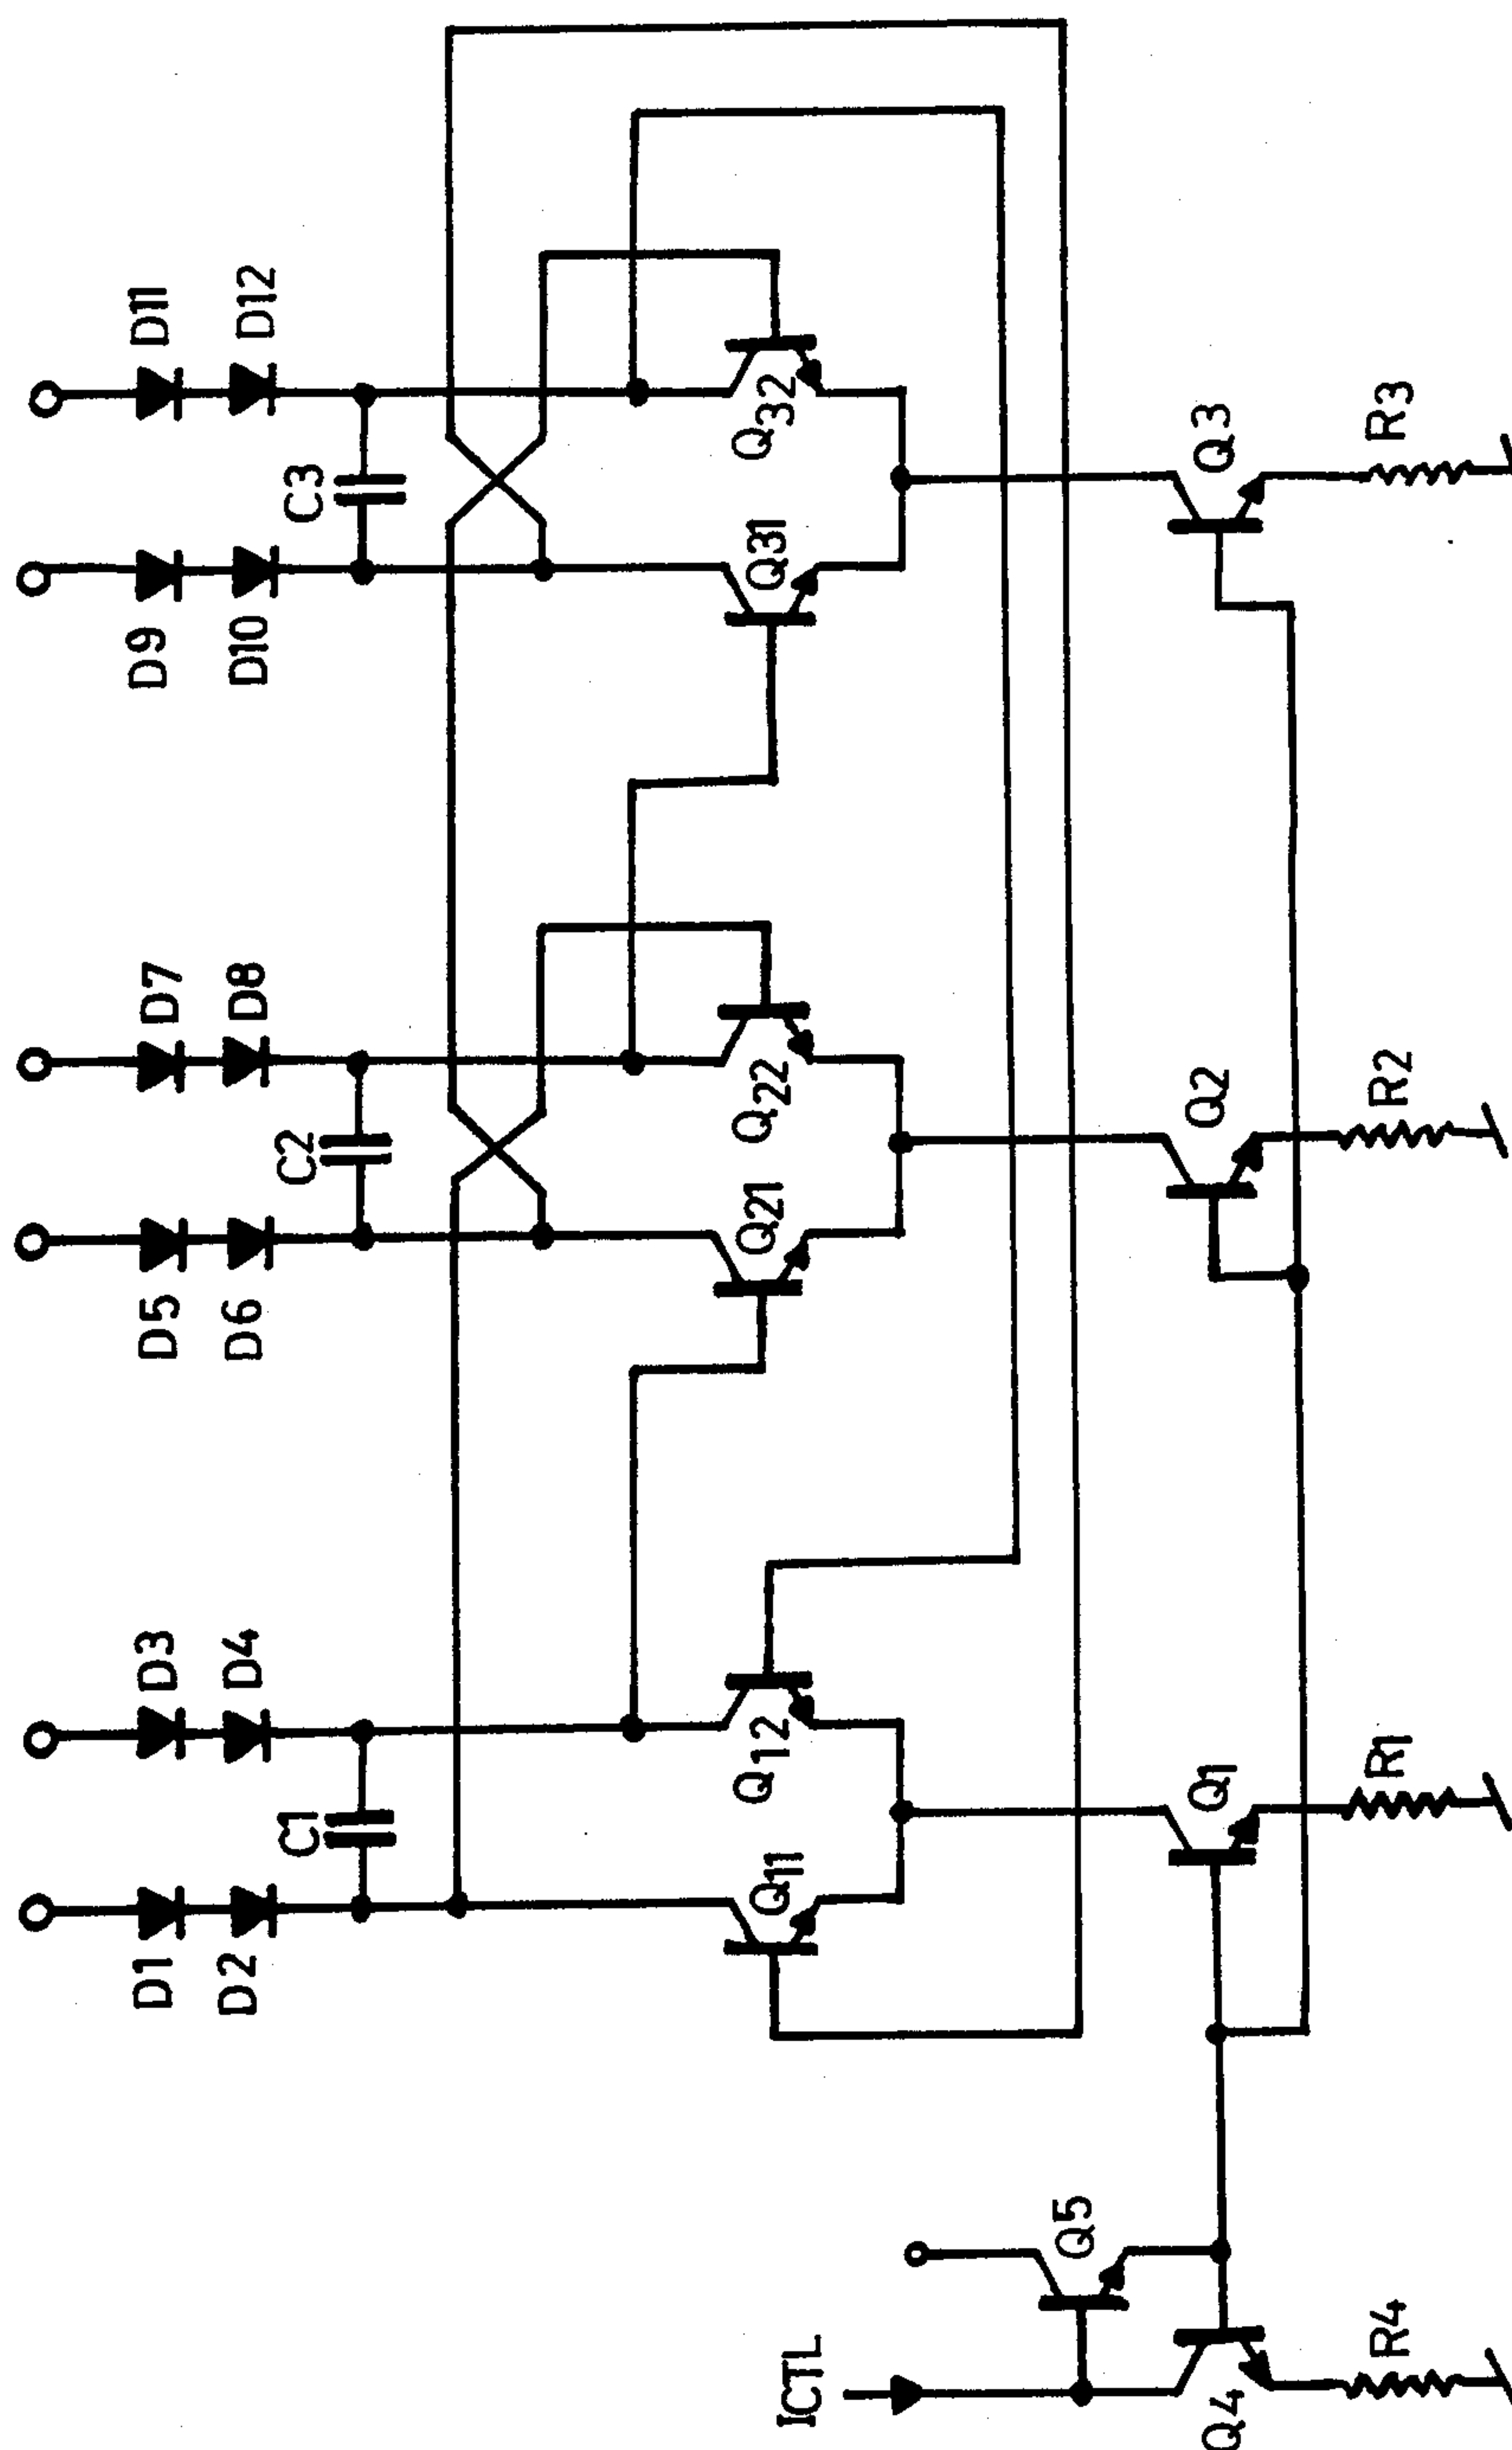 D1
D2
C1
D3
D4
D5
D6
C2
D7
D8
D9
D10
C3
D11
D12
Q11
Q12
Q21
Q22
Q31
Q32
ICTL
Q5
Q4
R4
Q1
R1
Q2
R2
Q3
R3